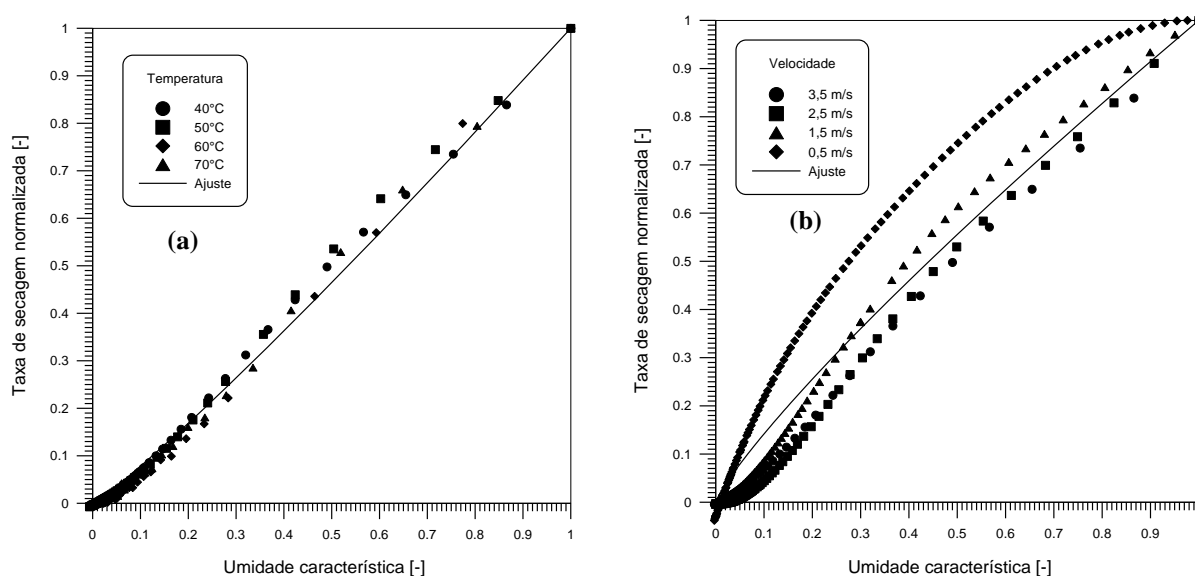 Taxa de secagem normalizada [-]
1
0.9
0.8
0.7
0.6
0.5
0.4
0.3
0.2
0.1
0
Temperatura
40°C
50°C
60°C
70°C
Ajuste
(a)
0 0.1 0.2 0.3 0.4 0.5 0.6 0.7 0.8 0.9 1
Umidade característica [-]
Taxa de secagem normalizada [-]
1
0.9
0.8
0.7
0.6
0.5
0.4
0.3
0.2
0.1
0
Velocidade
3,5 m/s
2,5 m/s
1,5 m/s
0,5 m/s
Ajuste
(b)
0 0.1 0.2 0.3 0.4 0.5 0.6 0.7 0.8 0.9
Umidade característica [-]